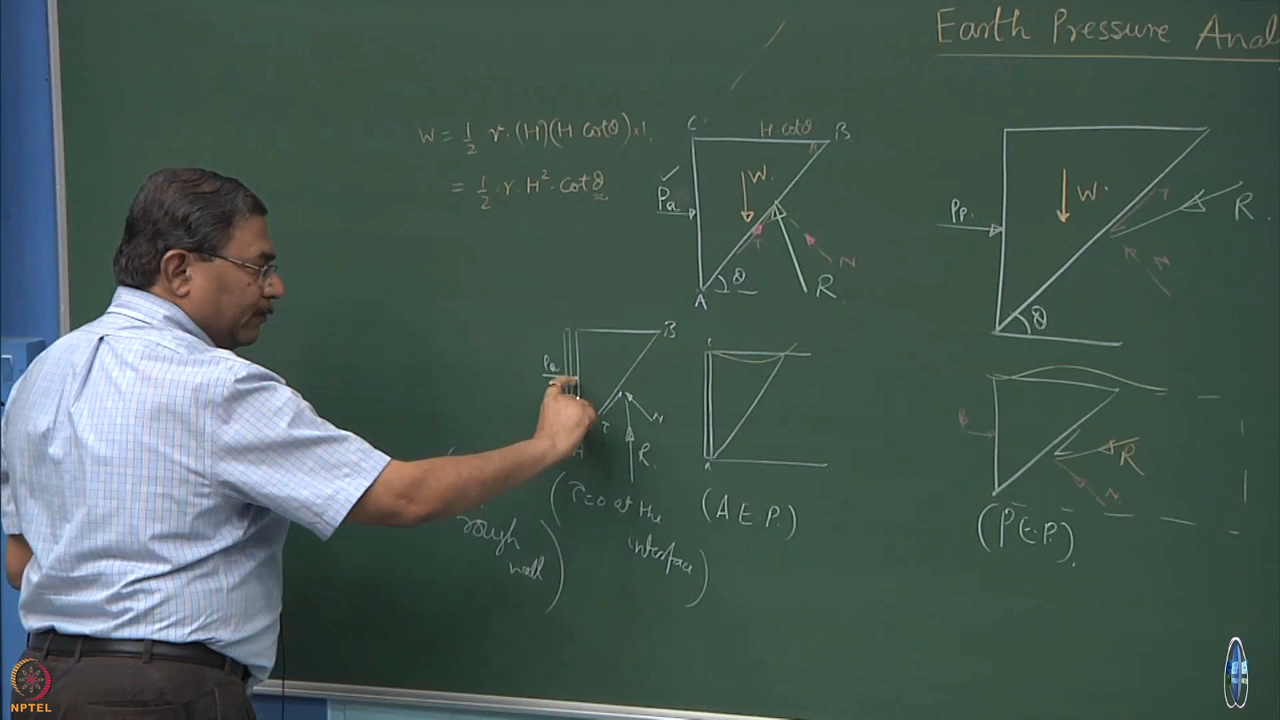 Earth Pressure Anal
W = 1/2 γ·(H)(H cotθ)×1.
= 1/2·γ·H²·cotθ
C
H cotθ
B
W.
Pa
T
N
θ
R
A
Pp.
W.
T
R.
N
θ
B
Pa
T
N
R.
(τ=0 at the
interface)
rough
wall)
A
(A E.P.)
R
N
(P E.P.).
NPTEL